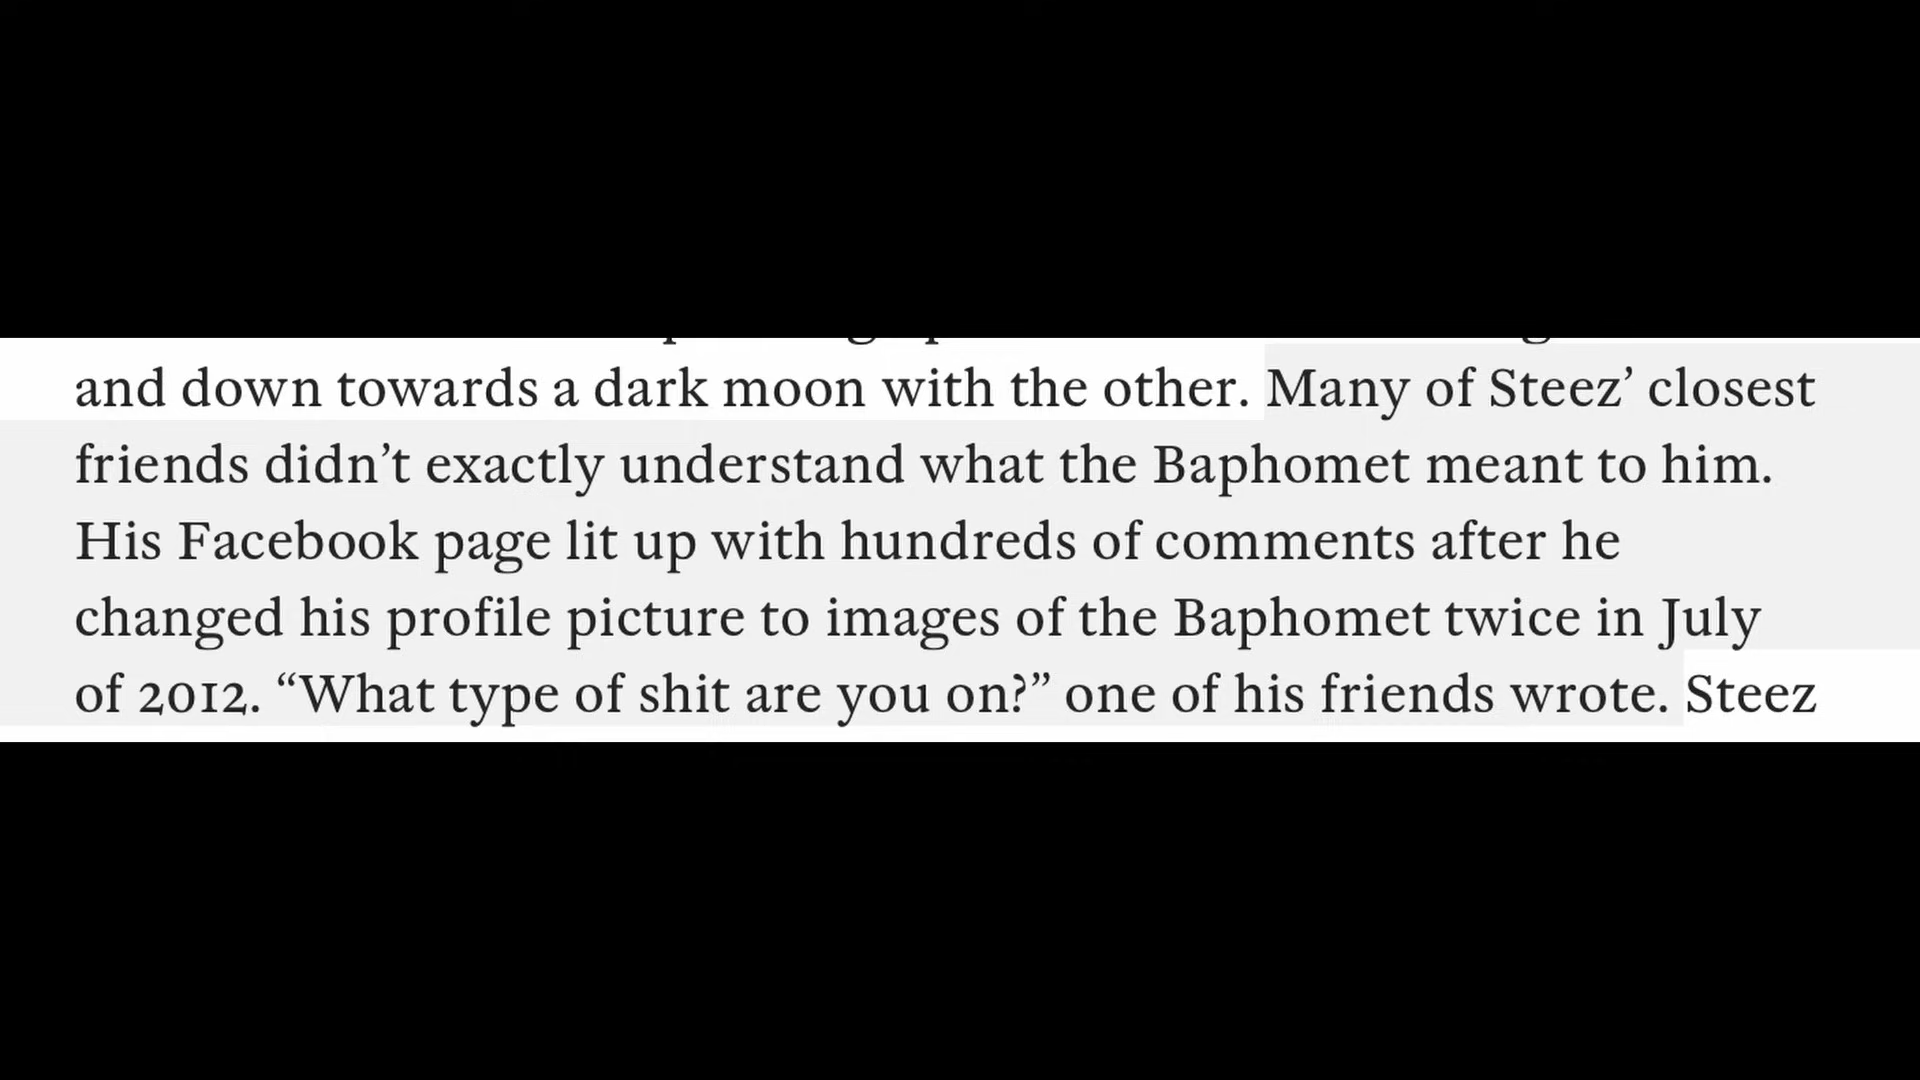 and down towards a dark moon with the other. Many of Steez’ closest
friends didn’t exactly understand what the Baphomet meant to him.
His Facebook page lit up with hundreds of comments after he
changed his profile picture to images of the Baphomet twice in July
of 2012. “What type of shit are you on?” one of his friends wrote. Steez